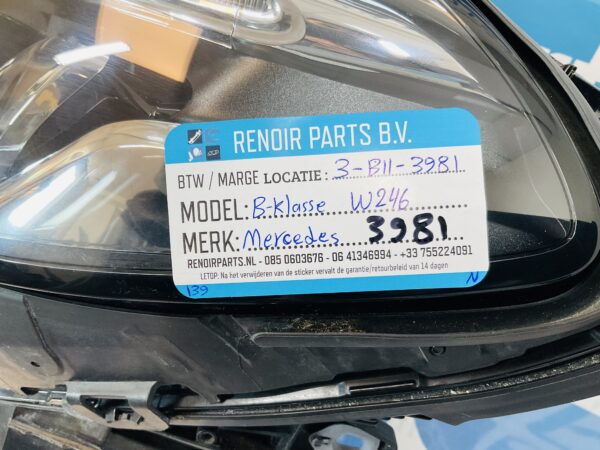 RENOIR PARTS B.V.
BTW / MARGE LOCATIE: 3-B11-3981
MODEL: B-klasse W246
MERK: Mercedes 3981
RENOIRPARTS.NL - 085 0603676 - 06 41346994 - +33 755224091
LETOP: Na het verwijderen van de sticker vervalt de garantie/retourbeleid van 14 dagen
139 N